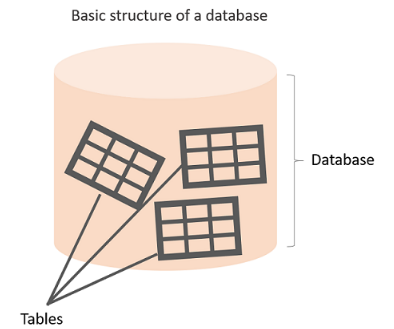 Basic structure of a database
Database
Tables